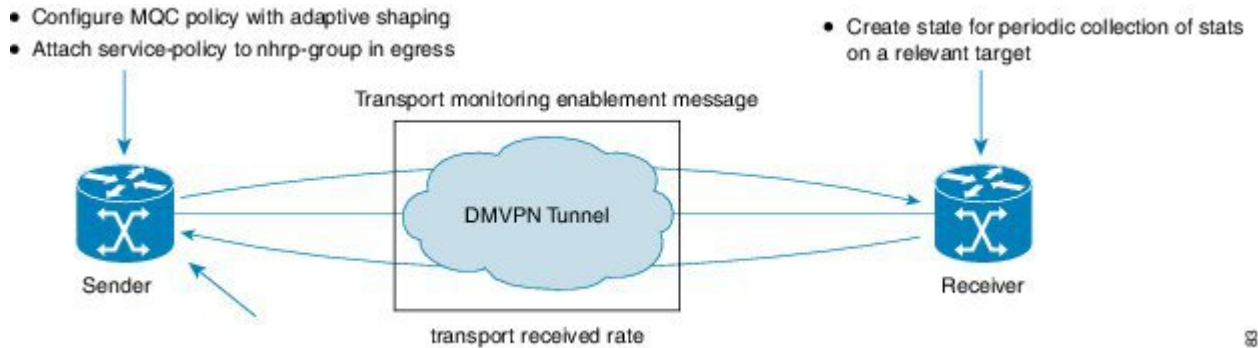 • Configure MQC policy with adaptive shaping
• Attach service-policy to nhrp-group in egress
• Create state for periodic collection of stats
on a relevant target
Transport monitoring enablement message
DMVPN Tunnel
Sender
Receiver
transport received rate